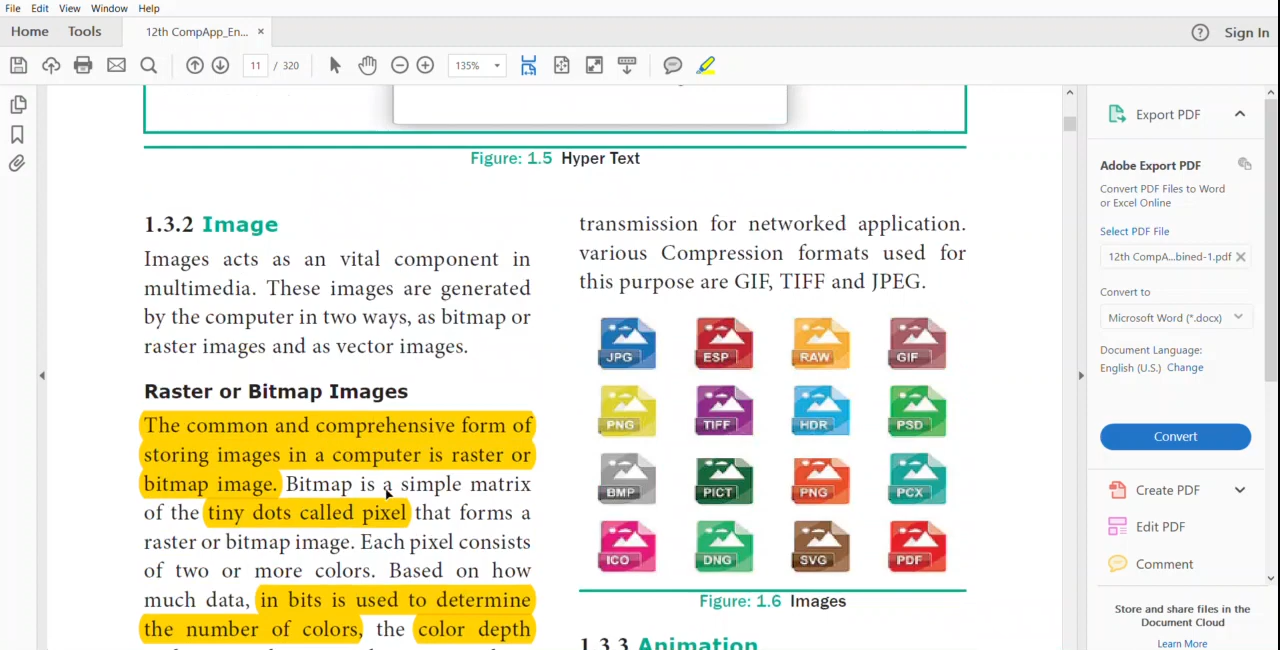 File Edit View Window Help
Home Tools 12th CompApp_En... × Sign In
11 / 320 135%
Figure: 1.5 Hyper Text
1.3.2 Image
Images acts as an vital component in
multimedia. These images are generated
by the computer in two ways, as bitmap or
raster images and as vector images.
Raster or Bitmap Images
The common and comprehensive form of
storing images in a computer is raster or
bitmap image. Bitmap is a simple matrix
of the tiny dots called pixel that forms a
raster or bitmap image. Each pixel consists
of two or more colors. Based on how
much data, in bits is used to determine
the number of colors, the color depth
transmission for networked application.
various Compression formats used for
this purpose are GIF, TIFF and JPEG.
JPG ESP RAW GIF
PNG TIFF HDR PSD
BMP PICT PNG PCX
ICO DNG SVG PDF
Figure: 1.6 Images
1.3.3 Animation
Export PDF
Adobe Export PDF
Convert PDF Files to Word
or Excel Online
Select PDF File
12th CompA...bined-1.pdf
Convert to
Microsoft Word (*.docx)
Document Language:
English (U.S.) Change
Convert
Create PDF
Edit PDF
Comment
Store and share files in the
Document Cloud
Learn More